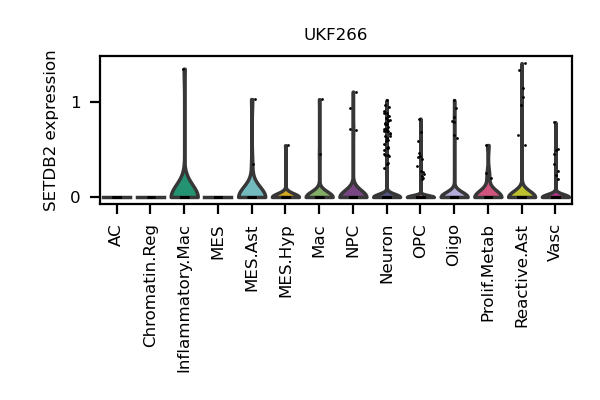 UKF266
SETDB2 expression
1
0
AC
Chromatin.Reg
Inflammatory.Mac
MES
MES.Ast
MES.Hyp
Mac
NPC
Neuron
OPC
Oligo
Prolif.Metab
Reactive.Ast
Vasc